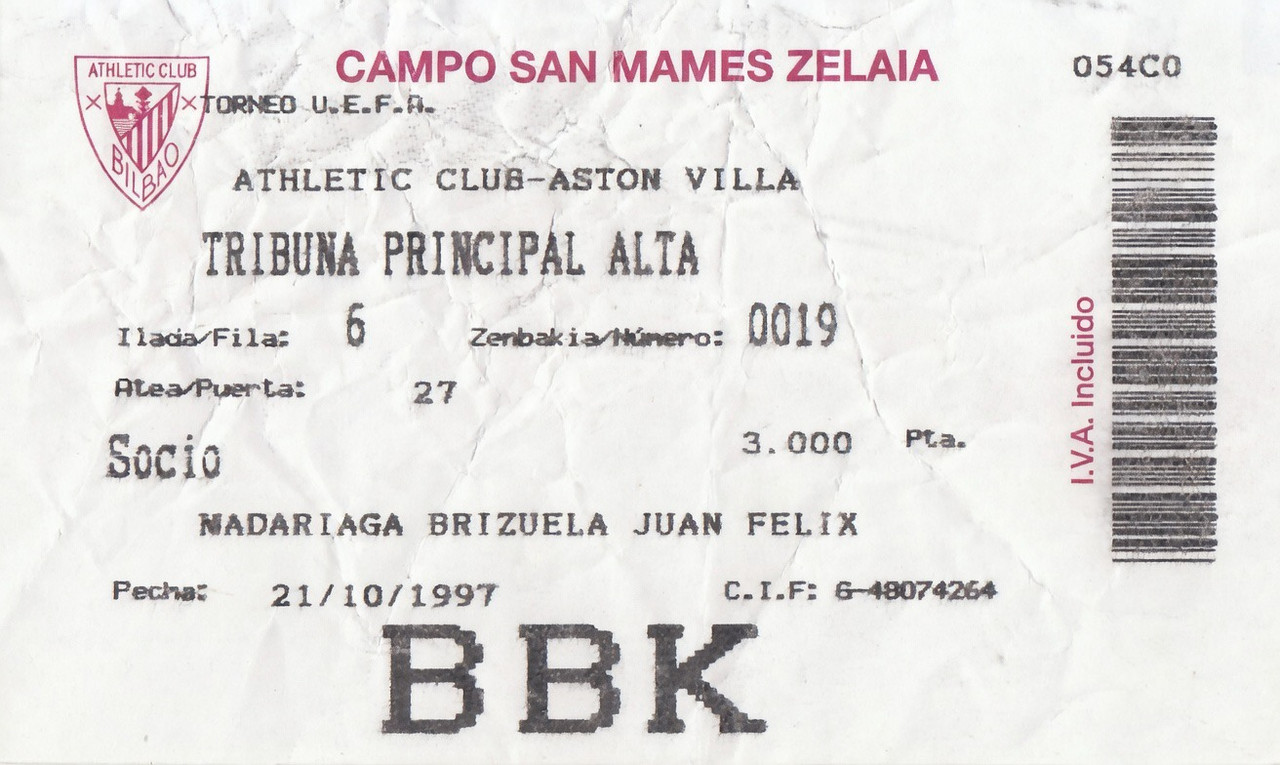 ATHLETIC CLUB
BILBAO
CAMPO SAN MAMES ZELAIA
054C0
TORNEO U.E.F.A.
ATHLETIC CLUB-ASTON VILLA
TRIBUNA PRINCIPAL ALTA
Ilada/Fila: 6 Zenbakia/Número: 0019
Atea/Puerta: 27
Socio 3.000 Pta.
I.V.A. Incluido
MADARIAGA BRIZUELA JUAN FELIX
Fecha: 21/10/1997 C.I.F: G-48074264
BBK